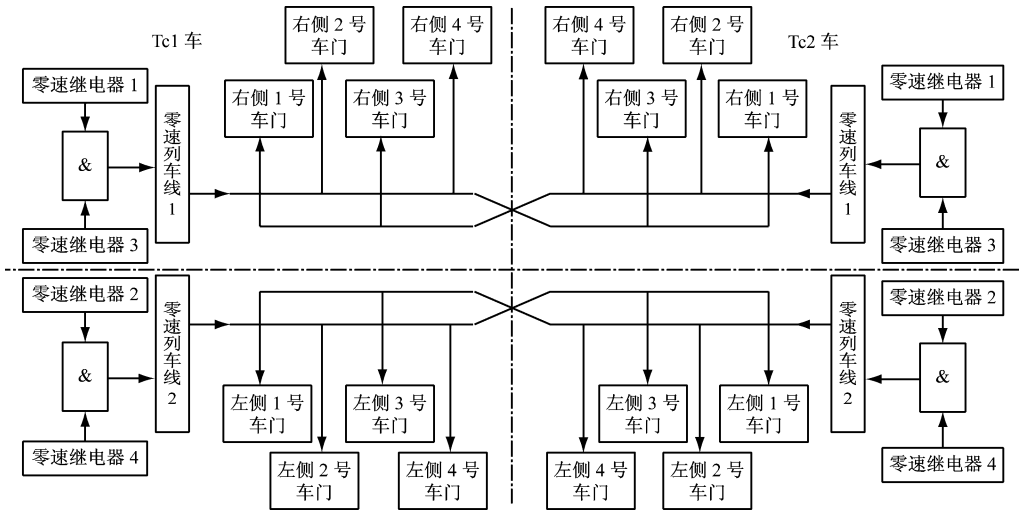 Tc1 车
右侧 2 号
车门
右侧 4 号
车门
右侧 4 号
车门
右侧 2 号
车门
Tc2 车
零速继电器 1
右侧 1 号
车门
右侧 3 号
车门
右侧 3 号
车门
右侧 1 号
车门
零速继电器 1
&
零速列车线 1
零速列车线 1
&
零速继电器 3
零速继电器 3
零速继电器 2
零速列车线 2
零速列车线 2
零速继电器 2
&
&
左侧 1 号
车门
左侧 3 号
车门
左侧 3 号
车门
左侧 1 号
车门
零速继电器 4
左侧 2 号
车门
左侧 4 号
车门
左侧 4 号
车门
左侧 2 号
车门
零速继电器 4